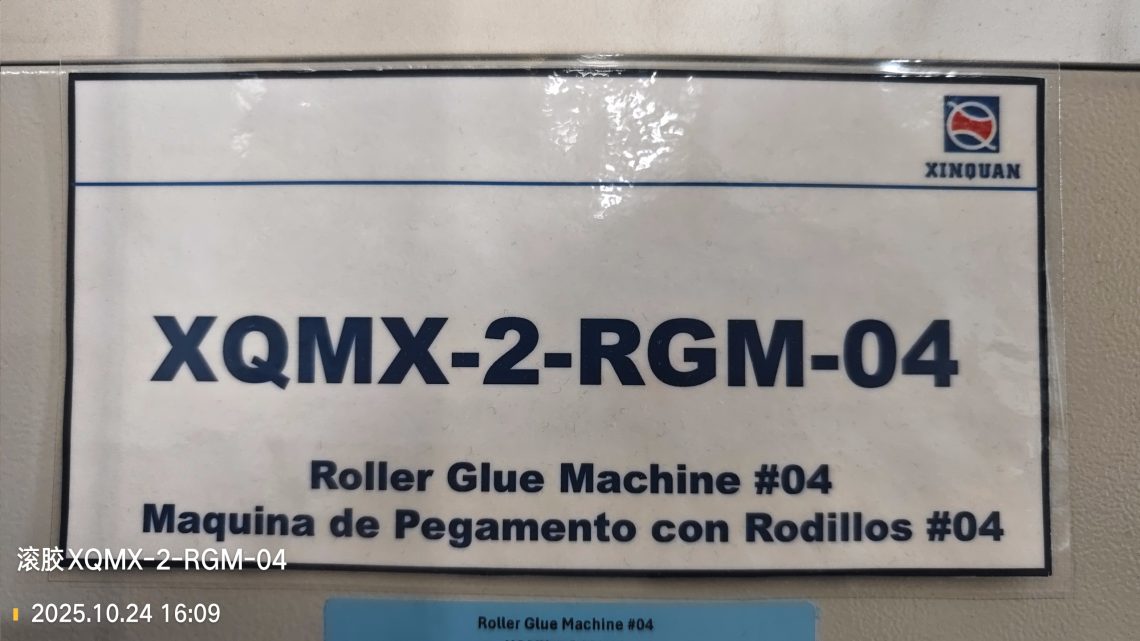 XINQUAN
XQMX-2-RGM-04
Roller Glue Machine #04
Maquina de Pegamento con Rodillos #04
滚胶XQMX-2-RGM-04
2025.10.24 16:09
Roller Glue Machine #04